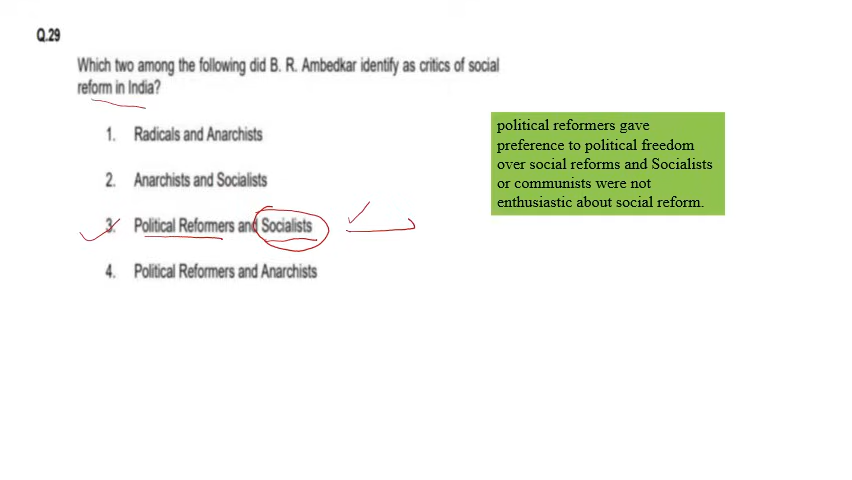 Q.29
Which two among the following did B. R. Ambedkar identify as critics of social
reform in India?
1. Radicals and Anarchists
2. Anarchists and Socialists
3. Political Reformers and Socialists
4. Political Reformers and Anarchists
political reformers gave
preference to political freedom
over social reforms and Socialists
or communists were not
enthusiastic about social reform.